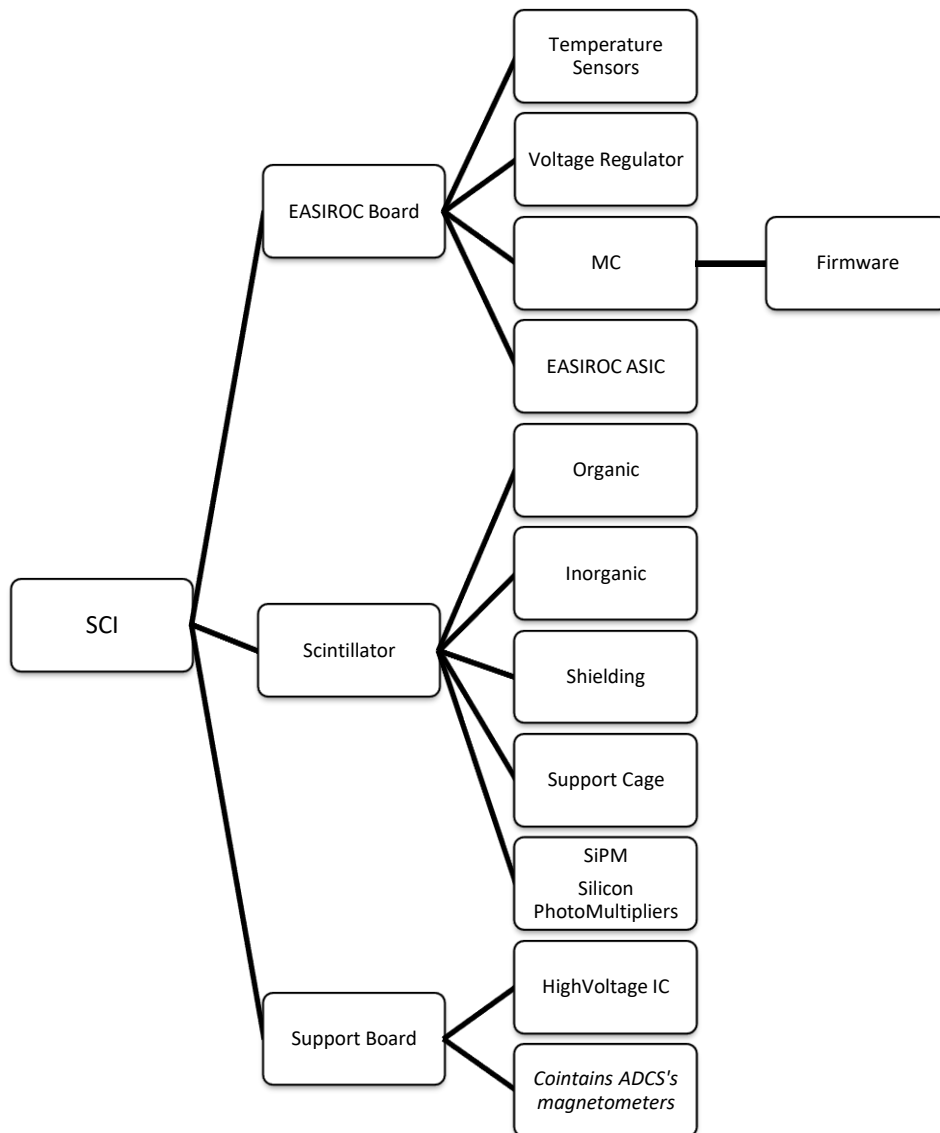 Temperature
Sensors
Voltage Regulator
EASIROC Board
MC
Firmware
EASIROC ASIC
Organic
Inorganic
SCI
Scintillator
Shielding
Support Cage
SiPM
Silicon
PhotoMultipliers
HighVoltage IC
Support Board
Cointains ADCS's
magnetometers